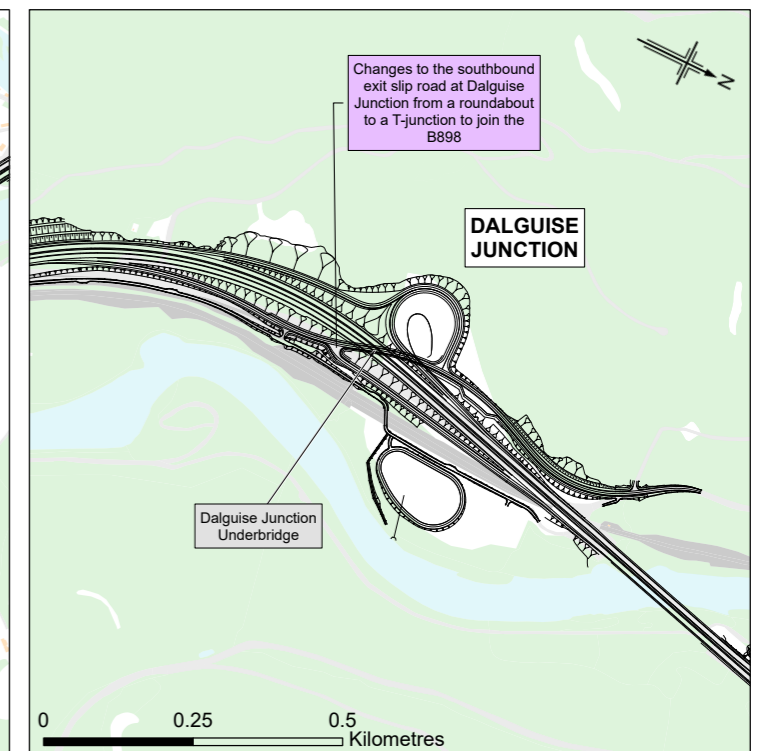 N
Changes to the southbound
exit slip road at Dalguise
Junction from a roundabout
to a T-junction to join the
B898
DALGUISE
JUNCTION
Dalguise Junction
Underbridge
0 0.25 0.5
Kilometres